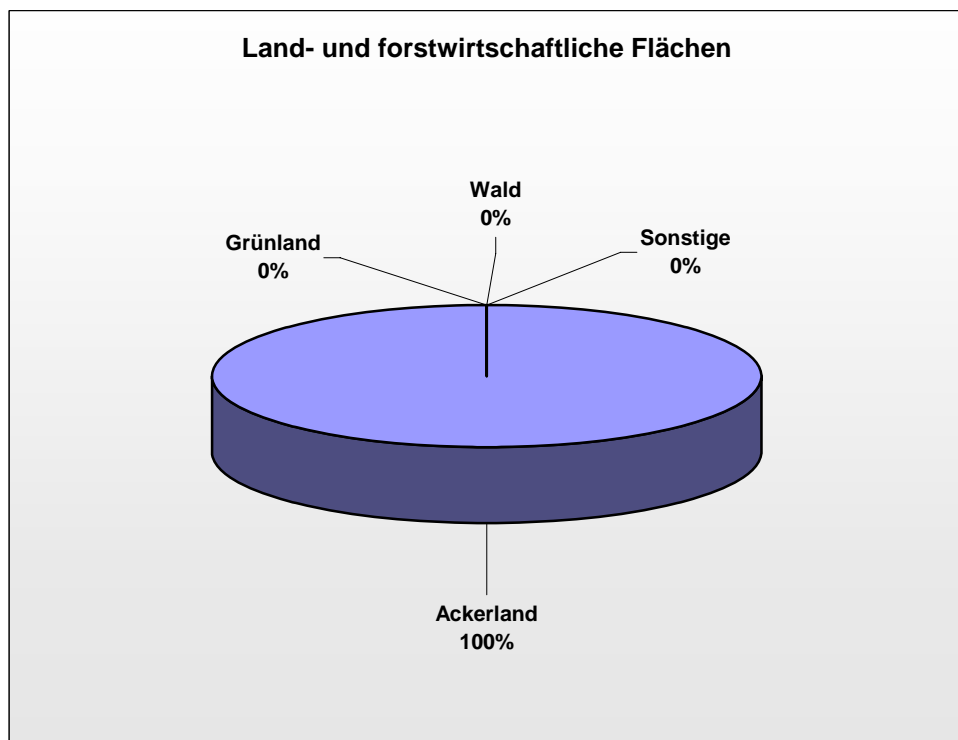 Land- und forstwirtschaftliche Flächen
Wald
0%
Grünland
0%
Sonstige
0%
Ackerland
100%